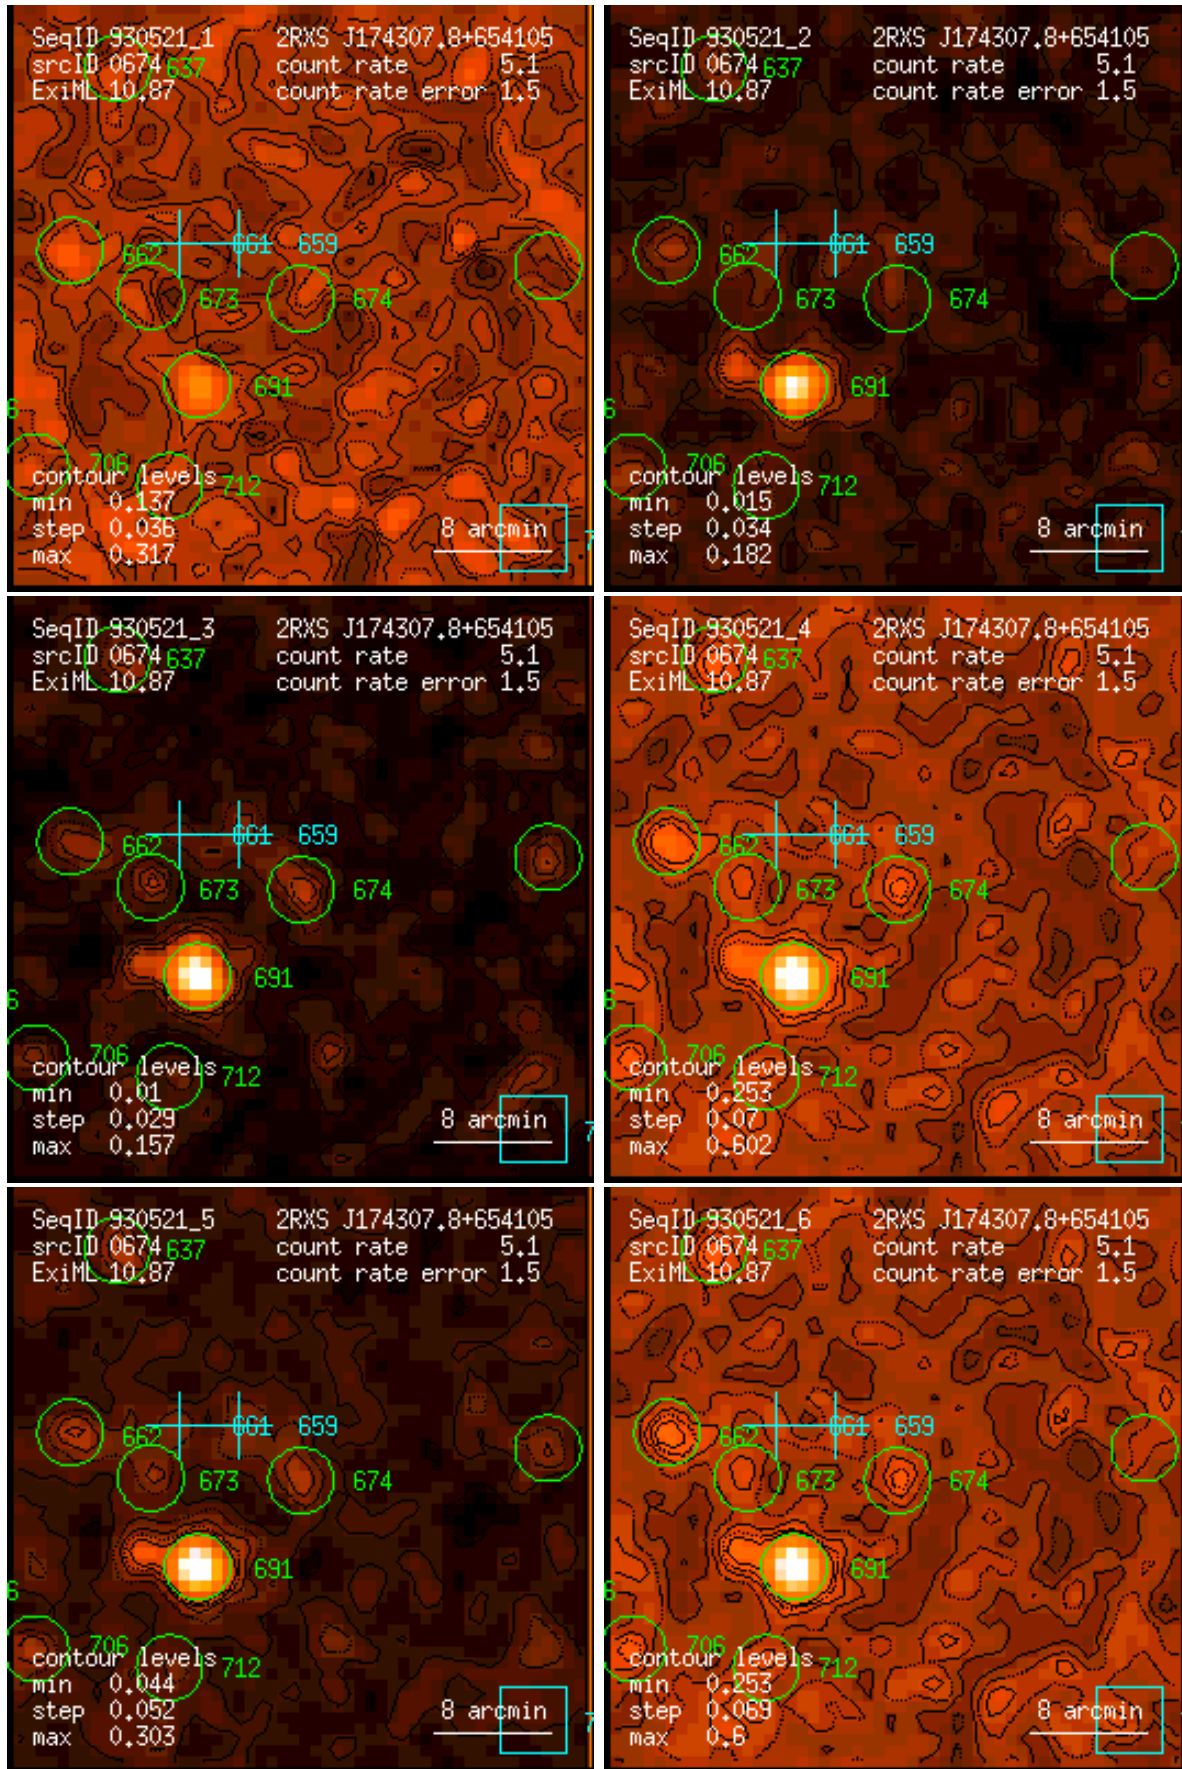 SeqID 930521_1 2RXS J174307.8+654105
srcID 0674 637 count rate 5.1
ExiML 10.87 count rate error 1.5
662 661 659
673 674
691
6
706
contour levels 712
min 0.137
step 0.036 8 arcmin
max 0.317 7
SeqID 930521_2 2RXS J174307.8+654105
srcID 0674 637 count rate 5.1
ExiML 10.87 count rate error 1.5
662 661 659
673 674
691
6
706
contour levels 712
min 0.015
step 0.034 8 arcmin
max 0.182
SeqID 930521_3 2RXS J174307.8+654105
srcID 0674 637 count rate 5.1
ExiML 10.87 count rate error 1.5
662 661 659
673 674
691
6
706
contour levels 712
min 0.01
step 0.029 8 arcmin
max 0.157 7
SeqID 930521_4 2RXS J174307.8+654105
srcID 0674 637 count rate 5.1
ExiML 10.87 count rate error 1.5
662 661 659
673 674
691
6
706
contour levels 712
min 0.253
step 0.07 8 arcmin
max 0.602
SeqID 930521_5 2RXS J174307.8+654105
srcID 0674 637 count rate 5.1
ExiML 10.87 count rate error 1.5
662 661 659
673 674
691
6
706
contour levels 712
min 0.044
step 0.052 8 arcmin
max 0.303 7
SeqID 930521_6 2RXS J174307.8+654105
srcID 0674 637 count rate 5.1
ExiML 10.87 count rate error 1.5
662 661 659
673 674
691
6
706
contour levels 712
min 0.253
step 0.069 8 arcmin
max 0.6